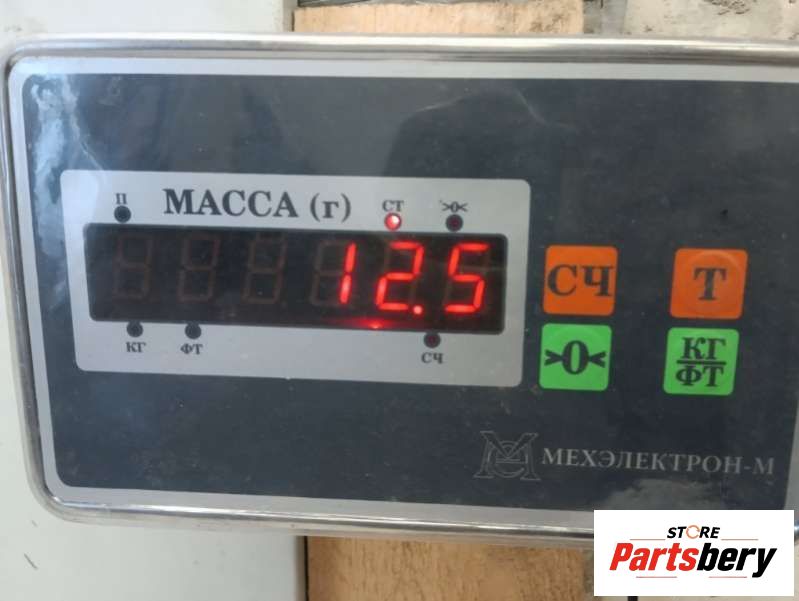 П МАССА (г) СТ >0<
12.5
КГ ФТ СЧ
СЧ Т
>0< КГ/ФТ
МЕХЭЛЕКТРОН-М
STORE
Partsbery